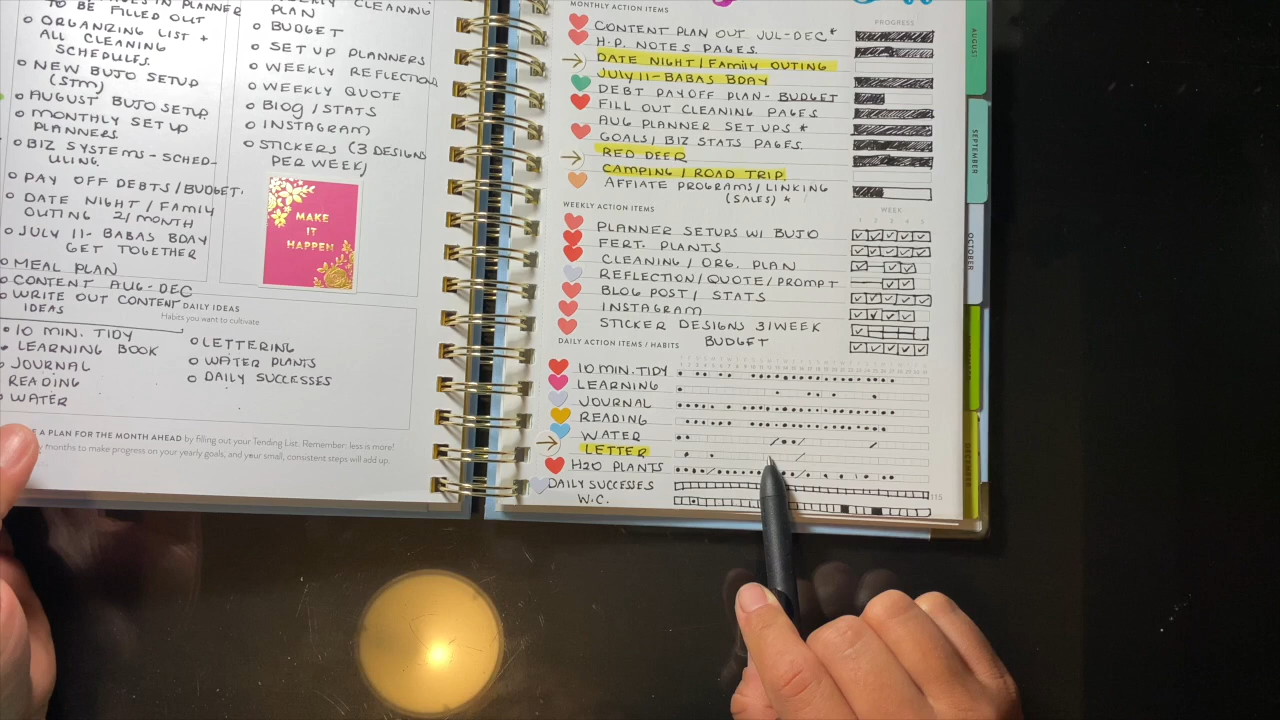 TO BE FILLED OUT
ORGANIZING LIST +
ALL CLEANING
SCHEDULES.
NEW BUJO SETUP
(STM)
AUGUST BUJO SETUP
MONTHLY SET UP
PLANNERS
BIZ SYSTEMS - SCHED-
ULING.
PAY OFF DEBTS/BUDGET.
DATE NIGHT / FAMILY
OUTING 2/MONTH
JULY 11- BABAS BDAY
GET TOGETHER
MEAL PLAN
CONTENT AUG-DEC
WRITE OUT CONTENT
IDEAS
WEEKLY CLEANING
PLAN
BUDGET
SET UP PLANNERS
WEEKLY REFLECTION
WEEKLY QUOTE
BLOG / STATS
INSTAGRAM
STICKERS (3 DESIGNS
PER WEEK)
MAKE
IT
HAPPEN
DAILY IDEAS
Habits you want to cultivate
10 MIN. TIDY
LEARNING BOOK
JOURNAL
READING
WATER
LETTERING
WATER PLANTS
DAILY SUCCESSES
E A PLAN FOR THE MONTH AHEAD by filling out your Tending List. Remember: less is more!
months to make progress on your yearly goals, and your small, consistent steps will add up.
MONTHLY ACTION ITEMS
PROGRESS
CONTENT PLAN OUT JUL-DEC*
H.P. NOTES PAGES.
DATE NIGHT / FAMILY OUTING
JULY 11- BABAS BDAY
DEBT PAYOFF PLAN - BUDGET
FILL OUT CLEANING PAGES
AUG PLANNER SET UPS *
GOALS/ BIZ STATS PAGES.
RED DEER
CAMPING / ROAD TRIP.
AFFIATE PROGRAMS/LINKING
(SALES) *
WEEKLY ACTION ITEMS
WEEK
1 2 3 4 5
PLANNER SETUPS W/ BUJO
FERT. PLANTS
CLEANING / ORG. PLAN
REFLECTION/QUOTE/PROMPT
BLOG POST/ STATS
INSTAGRAM
STICKER DESIGNS 3/WEEK
BUDGET
DAILY ACTION ITEMS / HABITS
10 MIN. TIDY
LEARNING
JOURNAL
READING
WATER
LETTER
H2O PLANTS
DAILY SUCCESSES
W.C.
115
AUGUST
SEPTEMBER
OCTOBER